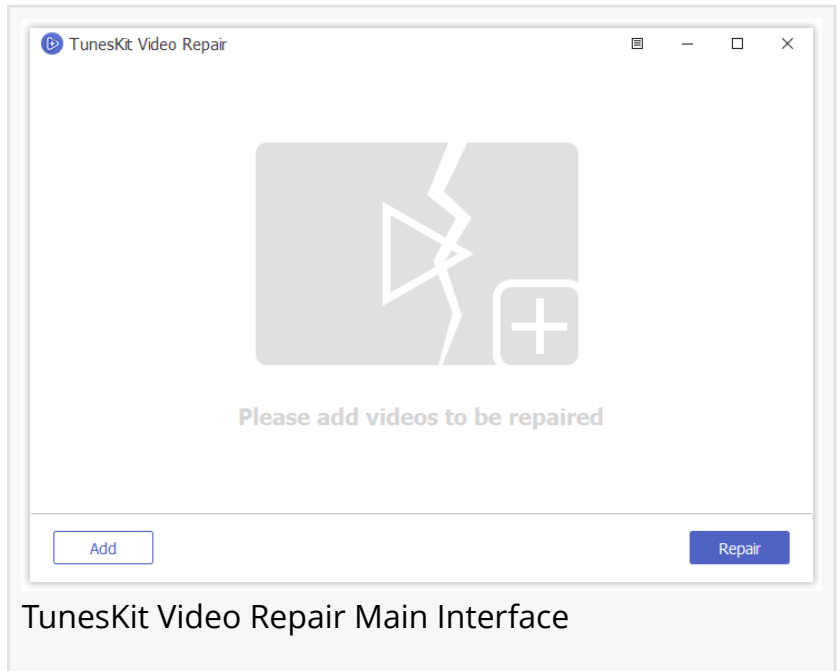 TunesKit Video Repair
Please add videos to be repaired
Add
Repair
TunesKit Video Repair Main Interface